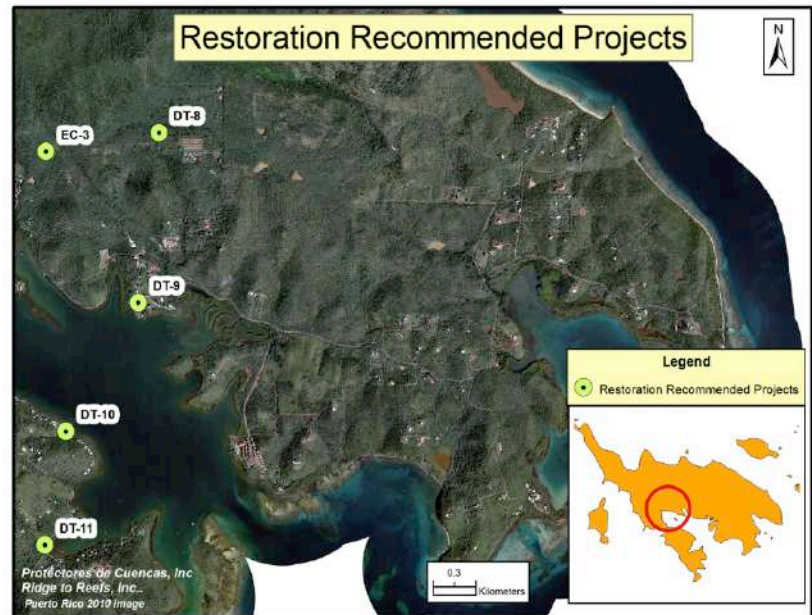 Restoration Recommended Projects
N
DT-8
EC-3
DT-9
DT-10
DT-11
Legend
Restoration Recommended Projects
0.3
Kilometers
Protectores de Cuencas, Inc
Ridge to Reefs, Inc..
Puerto Rico 2010 image